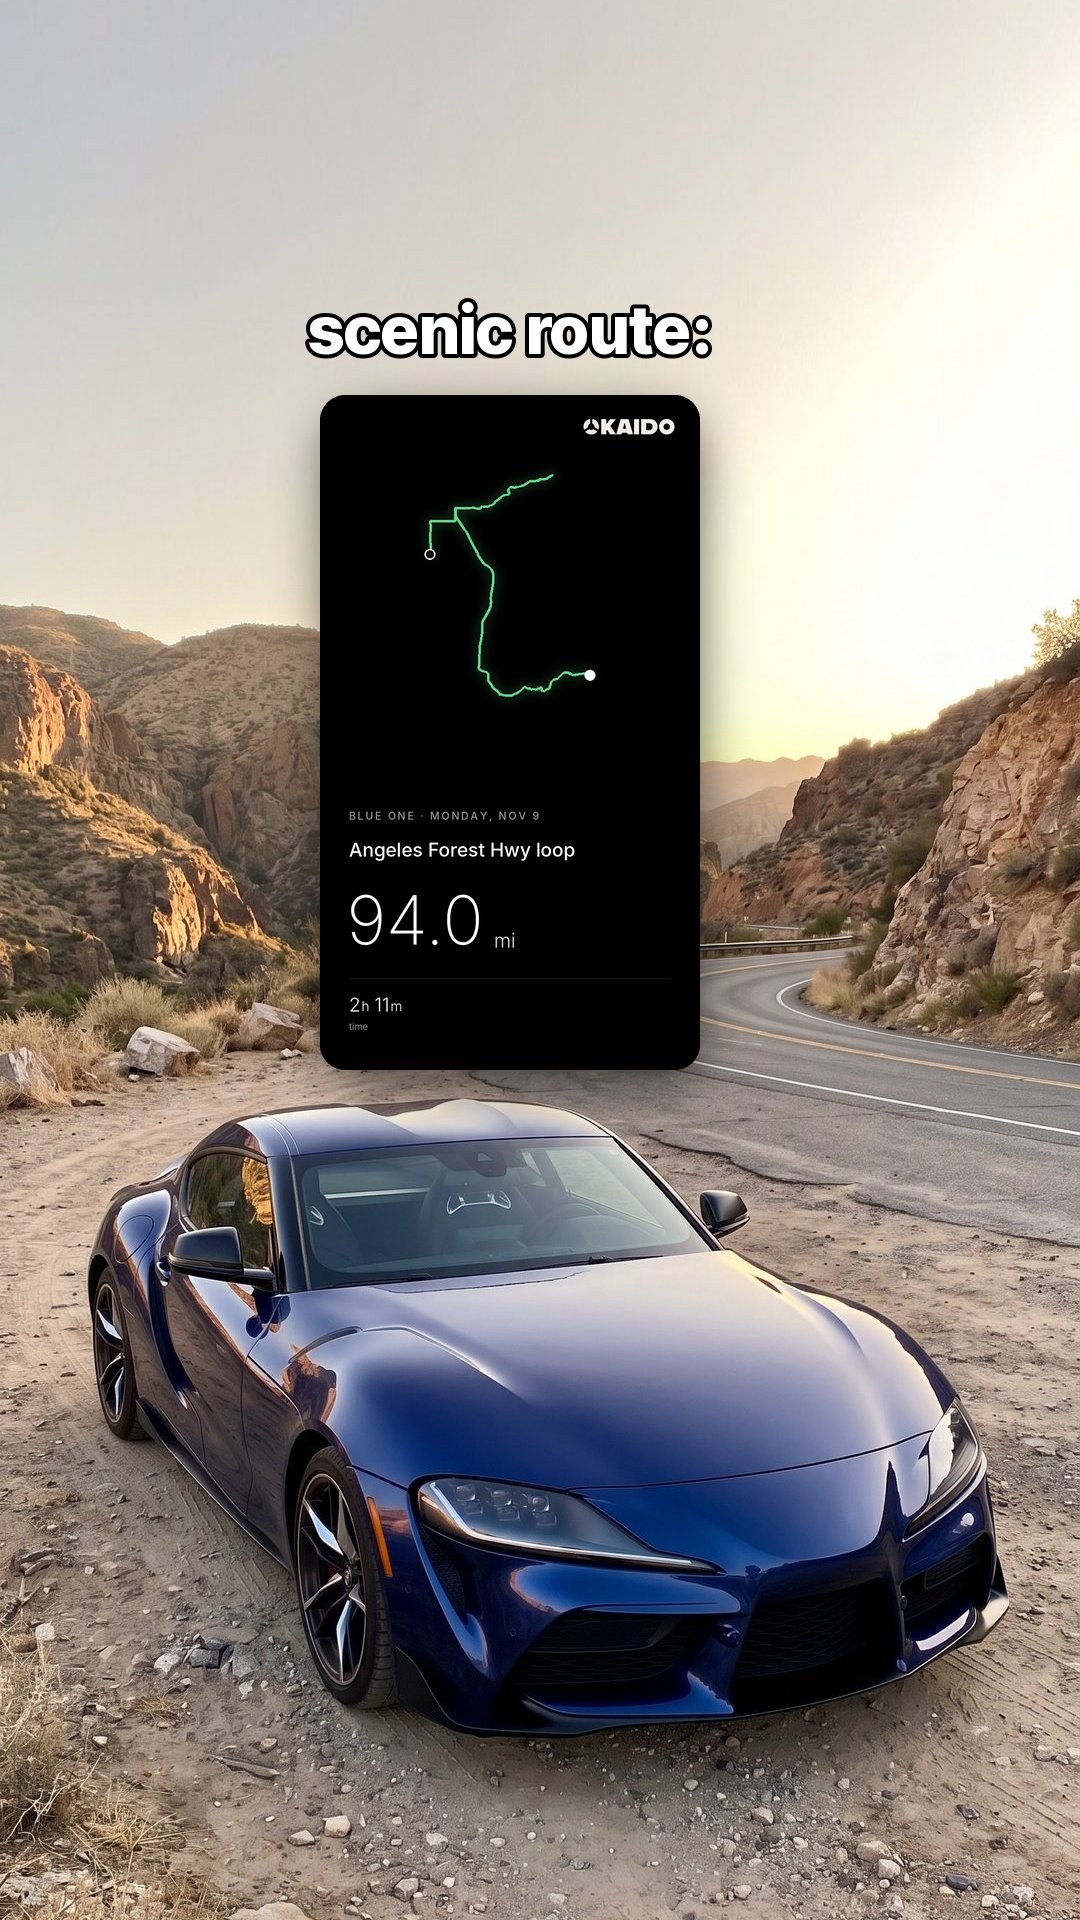 scenic route:
KAIDO
BLUE ONE · MONDAY, NOV 9
Angeles Forest Hwy loop
94.0 mi
2h 11m
time